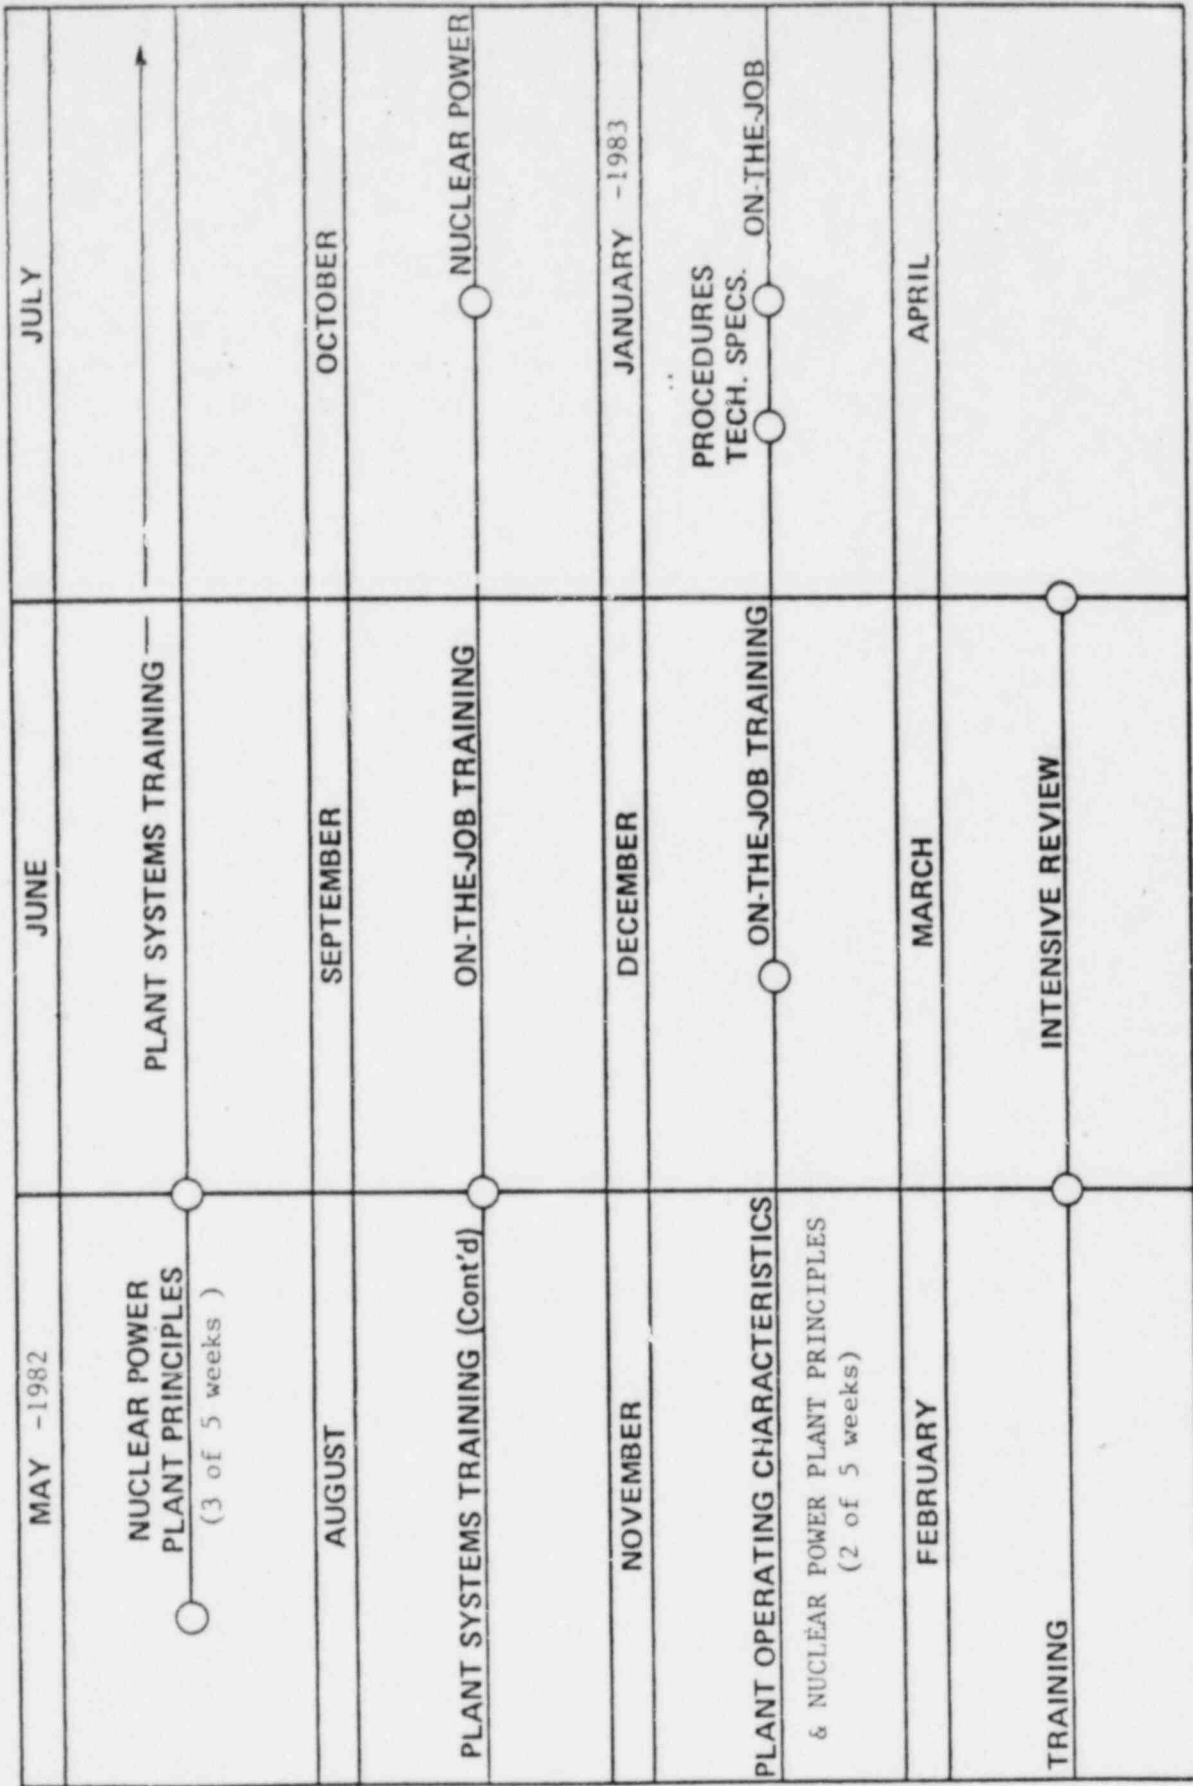 MAY -1982
JUNE
JULY
NUCLEAR POWER
PLANT PRINCIPLES
(3 of 5 weeks )
PLANT SYSTEMS TRAINING
AUGUST
SEPTEMBER
OCTOBER
PLANT SYSTEMS TRAINING (Cont'd)
ON-THE-JOB TRAINING
NUCLEAR POWER
NOVEMBER
DECEMBER
JANUARY -1983
PLANT OPERATING CHARACTERISTICS
& NUCLEAR POWER PLANT PRINCIPLES
(2 of 5 weeks)
ON-THE-JOB TRAINING
PROCEDURES
TECH. SPECS.
ON-THE-JOB
FEBRUARY
MARCH
APRIL
TRAINING
INTENSIVE REVIEW